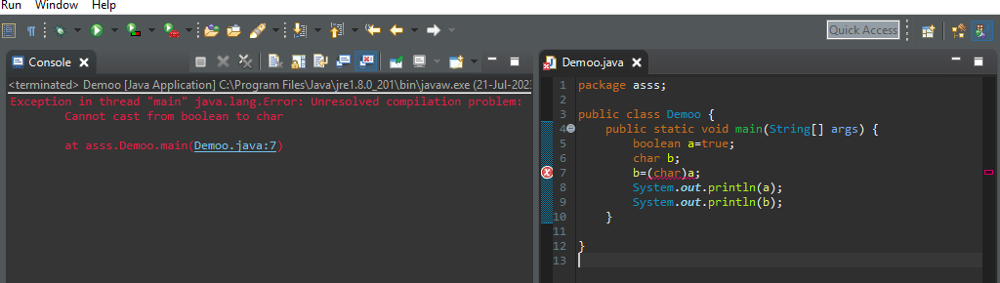 Run Window Help
Quick Access
Console
<terminated> Demoo [Java Application] C:\Program Files\Java\jre1.8.0_201\bin\javaw.exe (21-Jul-202
Exception in thread "main" java.lang.Error: Unresolved compilation problem:
Cannot cast from boolean to char
at asss.Demoo.main(Demoo.java:7)
Demoo.java
1 package asss;
2
3 public class Demoo {
4 public static void main(String[] args) {
5 boolean a=true;
6 char b;
7 b=(char)a;
8 System.out.println(a);
9 System.out.println(b);
10 }
11
12 }
13